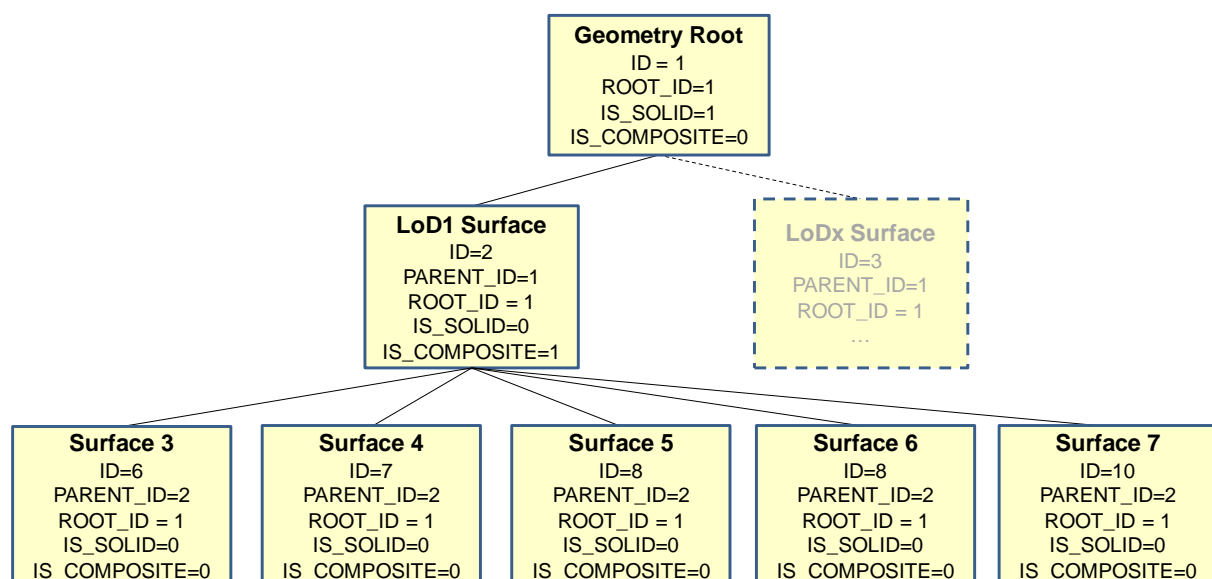 Geometry Root
ID = 1
ROOT_ID=1
IS_SOLID=1
IS_COMPOSITE=0
LoD1 Surface
ID=2
PARENT_ID=1
ROOT_ID = 1
IS_SOLID=0
IS_COMPOSITE=1
LoDx Surface
ID=3
PARENT_ID=1
ROOT_ID = 1
...
Surface 3
ID=6
PARENT_ID=2
ROOT_ID = 1
IS_SOLID=0
IS_COMPOSITE=0
Surface 4
ID=7
PARENT_ID=2
ROOT_ID = 1
IS_SOLID=0
IS_COMPOSITE=0
Surface 5
ID=8
PARENT_ID=2
ROOT_ID = 1
IS_SOLID=0
IS_COMPOSITE=0
Surface 6
ID=8
PARENT_ID=2
ROOT_ID = 1
IS_SOLID=0
IS_COMPOSITE=0
Surface 7
ID=10
PARENT_ID=2
ROOT_ID = 1
IS_SOLID=0
IS_COMPOSITE=0